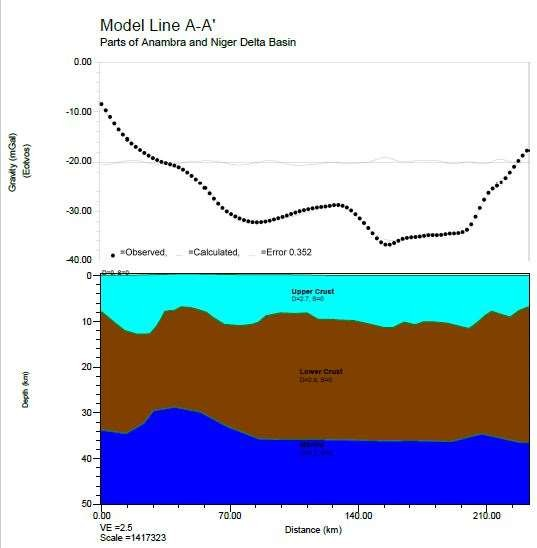 Model Line A-A'
Parts of Anambra and Niger Delta Basin
0.00
-10.00
-20.00
-30.00
-40.00
Gravity (mGal)
(Eotvos)
=Observed, =Calculated, =Error 0.352
D=0, S=0
0
10
20
30
40
50
Depth (km)
Upper Crust
D=2.7, S=0
Lower Crust
0.00
70.00
140.00
210.00
VE =2.5
Distance (km)
Scale =1417323